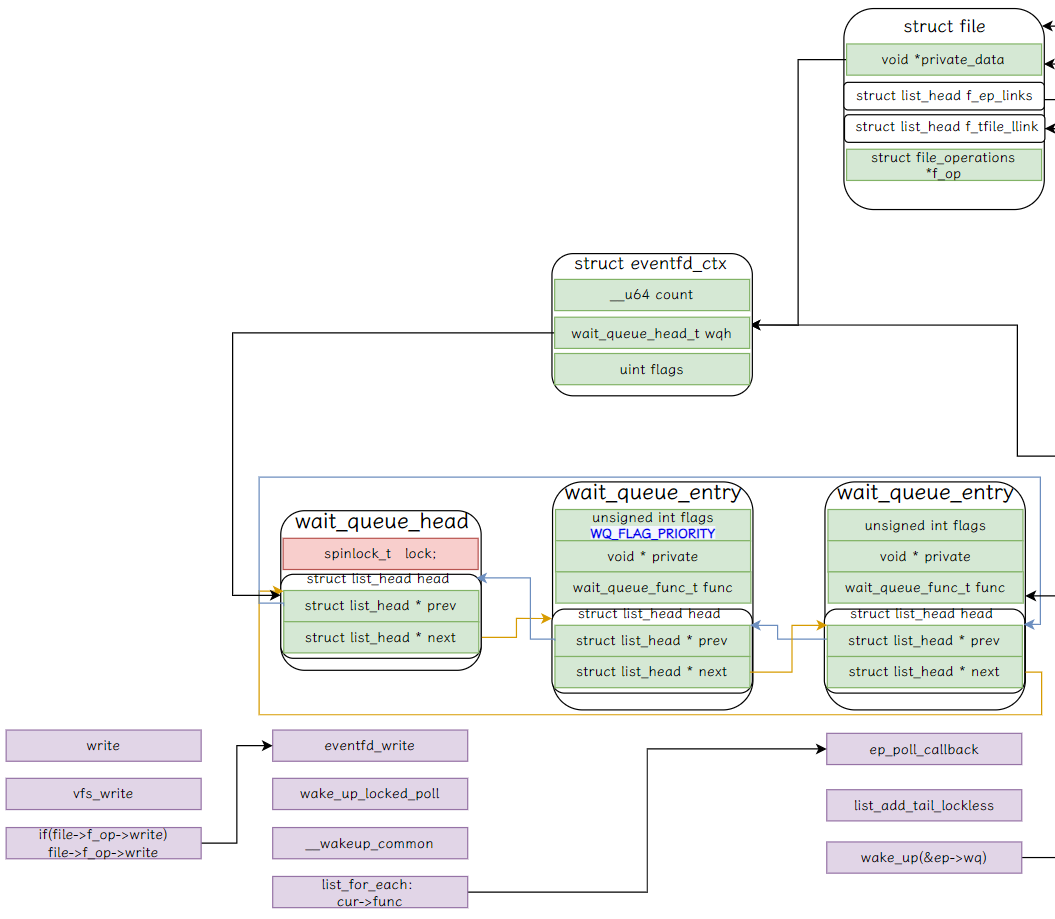 struct file
void *private_data
struct list_head f_ep_links
struct list_head f_tfile_llink
struct file_operations
*f_op
struct eventfd_ctx
__u64 count
wait_queue_head_t wqh
uint flags
wait_queue_head
spinlock_t lock;
struct list_head head
struct list_head * prev
struct list_head * next
wait_queue_entry
unsigned int flags
WQ_FLAG_PRIORITY
void * private
wait_queue_func_t func
struct list_head head
struct list_head * prev
struct list_head * next
wait_queue_entry
unsigned int flags
void * private
wait_queue_func_t func
struct list_head head
struct list_head * prev
struct list_head * next
write
vfs_write
if(file->f_op->write)
file->f_op->write
eventfd_write
wake_up_locked_poll
__wakeup_common
list_for_each:
cur->func
ep_poll_callback
list_add_tail_lockless
wake_up(&ep->wq)